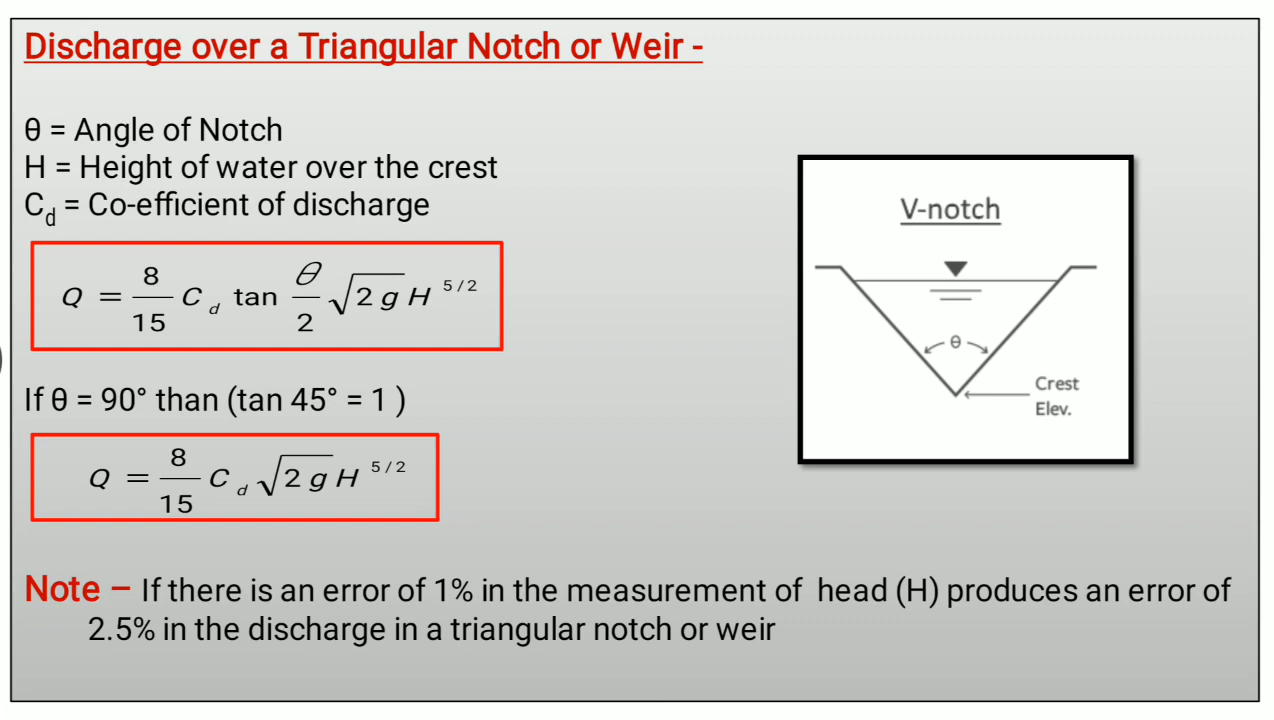 Discharge over a Triangular Notch or Weir -
θ = Angle of Notch
H = Height of water over the crest
C_d = Co-efficient of discharge
Q = 8/15 C_d tan θ/2 √2g H^5/2
If θ = 90° than (tan 45° = 1 )
Q = 8/15 C_d √2g H^5/2
V-notch
θ
Crest
Elev.
Note – If there is an error of 1% in the measurement of head (H) produces an error of
2.5% in the discharge in a triangular notch or weir